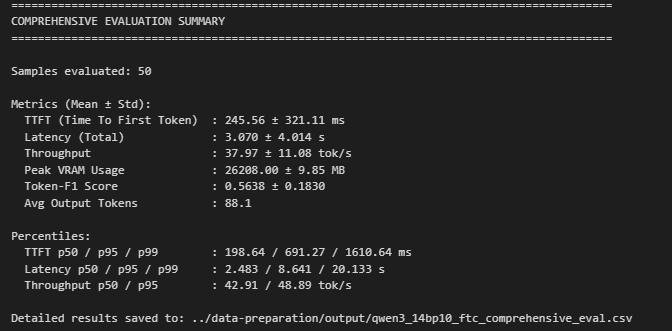 ==========================================================================================
COMPREHENSIVE EVALUATION SUMMARY
==========================================================================================
Samples evaluated: 50
Metrics (Mean ± Std):
TTFT (Time To First Token) : 245.56 ± 321.11 ms
Latency (Total) : 3.070 ± 4.014 s
Throughput : 37.97 ± 11.08 tok/s
Peak VRAM Usage : 26208.00 ± 9.85 MB
Token-F1 Score : 0.5638 ± 0.1830
Avg Output Tokens : 88.1
Percentiles:
TTFT p50 / p95 / p99 : 198.64 / 691.27 / 1610.64 ms
Latency p50 / p95 / p99 : 2.483 / 8.641 / 20.133 s
Throughput p50 / p95 : 42.91 / 48.89 tok/s
Detailed results saved to: ../data-preparation/output/qwen3_14bp10_ftc_comprehensive_eval.csv